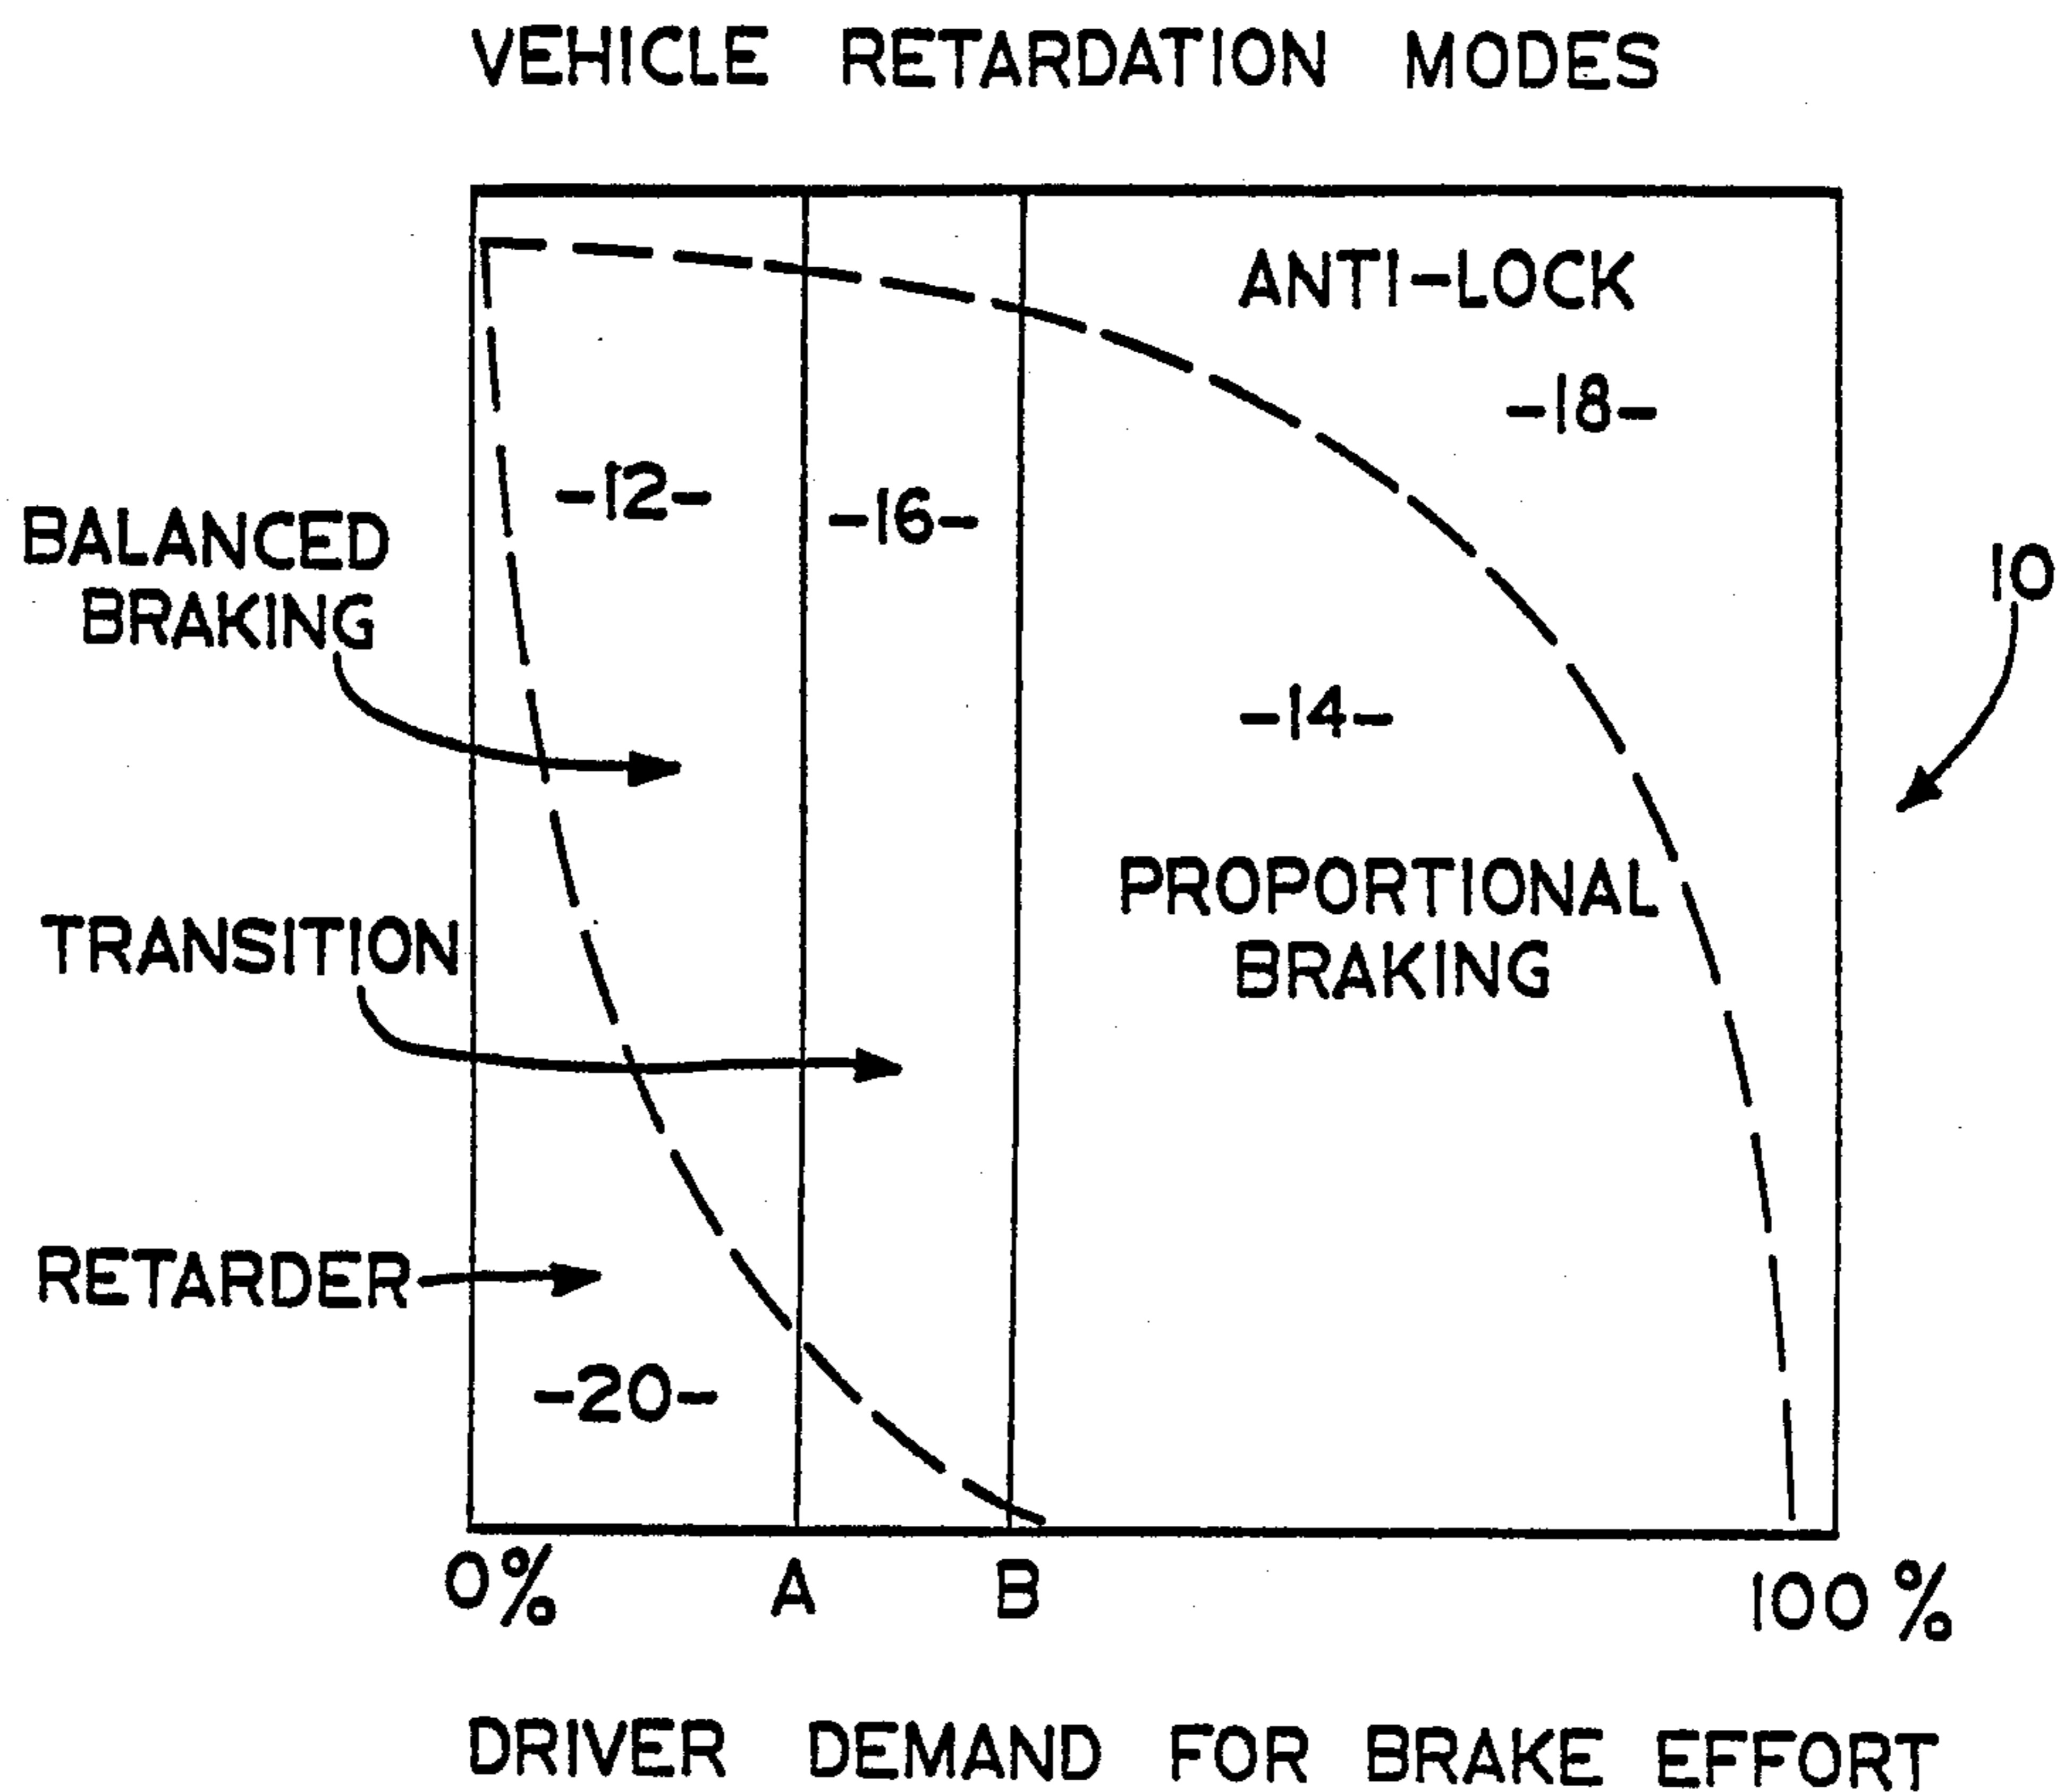 VEHICLE RETARDATION MODES
ANTI-LOCK
-18-
-12-
-16-
BALANCED
BRAKING
10
-14-
PROPORTIONAL
BRAKING
TRANSITION
RETARDER
-20-
0% A B 100%
DRIVER DEMAND FOR BRAKE EFFORT